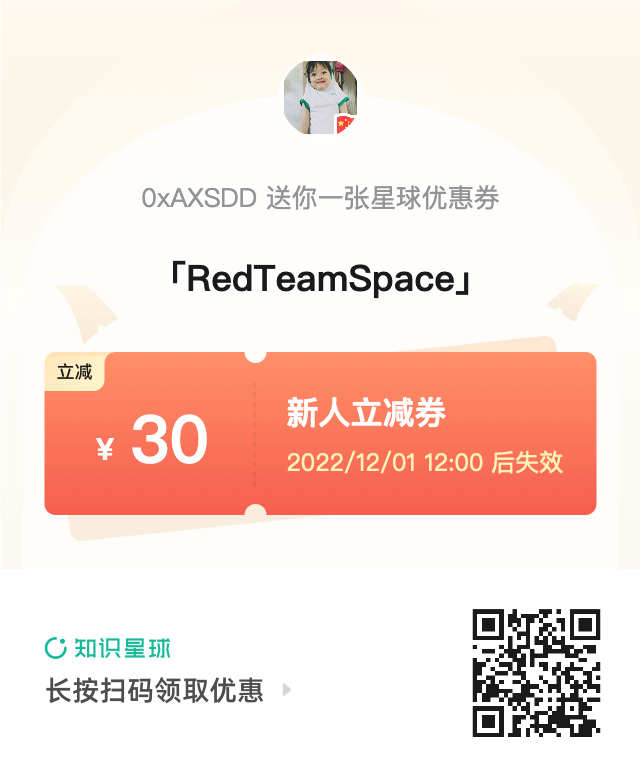 0xAXSDD 送你一张星球优惠券
「RedTeamSpace」
立减
¥ 30
新人立减券
2022/12/01 12:00 后失效
知识星球
长按扫码领取优惠